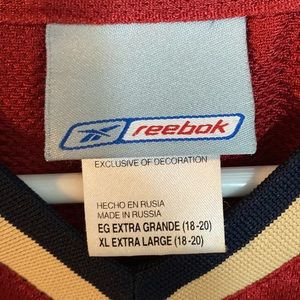 reebok
EXCLUSIVE OF DECORATION
HECHO EN RUSIA
MADE IN RUSSIA
EG EXTRA GRANDE (18-20)
XL EXTRA LARGE (18-20)